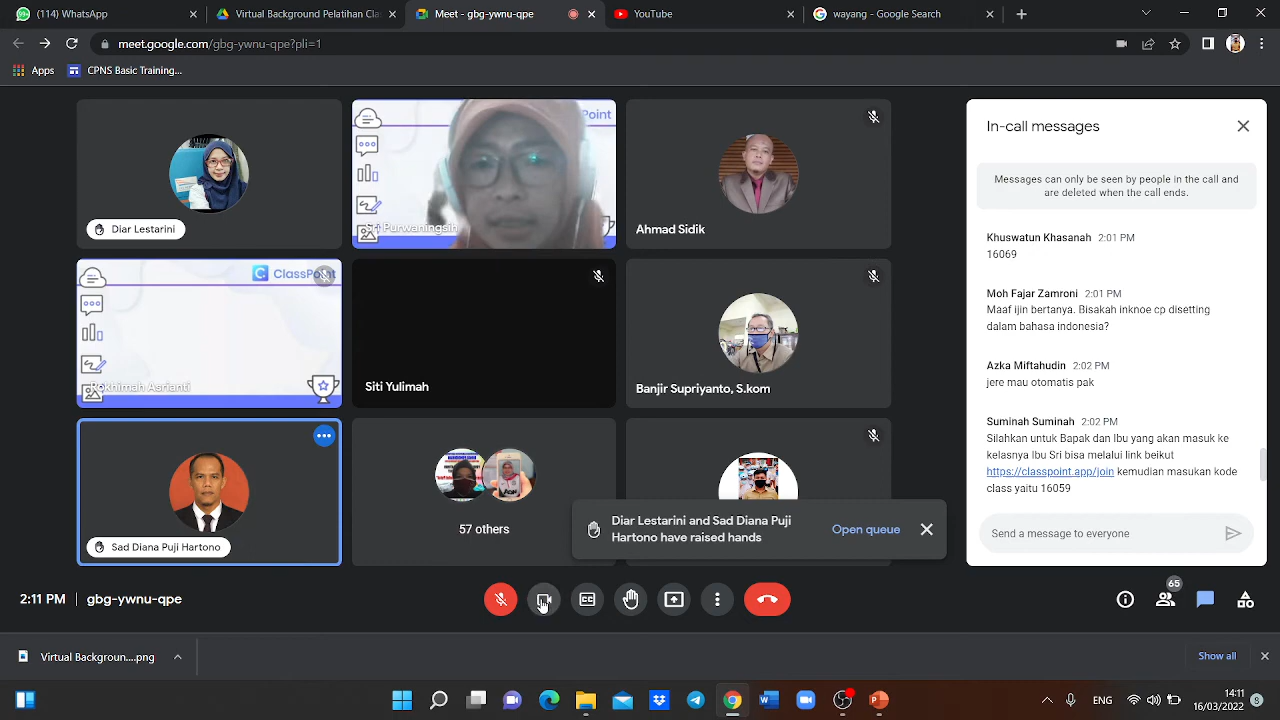 (114) WhatsApp
Virtual Background Pelatihan Cla
Meet - gbg-ywnu-qpe
YouTube
wayang - Google Search
meet.google.com/gbg-ywnu-qpe?pli=1
Apps
CPNS Basic Training...
Diar Lestarini
Point
Sri Purwaningsih
Ahmad Sidik
ClassPoint
Rokhimah Asrianti
Siti Yulimah
Banjir Supriyanto, S.kom
Sad Diana Puji Hartono
57 others
Diar Lestarini and Sad Diana Puji
Hartono have raised hands
Open queue
In-call messages
Messages can only be seen by people in the call and
are deleted when the call ends.
Khuswatun Khasanah 2:01 PM
16069
Moh Fajar Zamroni 2:01 PM
Maaf ijin bertanya. Bisakah inknoe cp disetting
dalam bahasa indonesia?
Azka Miftahudin 2:02 PM
jere mau otomatis pak
Suminah Suminah 2:02 PM
Silahkan untuk Bapak dan Ibu yang akan masuk ke
kelasnya Ibu Sri bisa melalui link beikut
https://classpoint.app/join kemudian masukan kode
class yaitu 16059
Send a message to everyone
2:11 PM | gbg-ywnu-qpe
65
Virtual Backgroun....png
Show all
ENG
14:11
16/03/2022